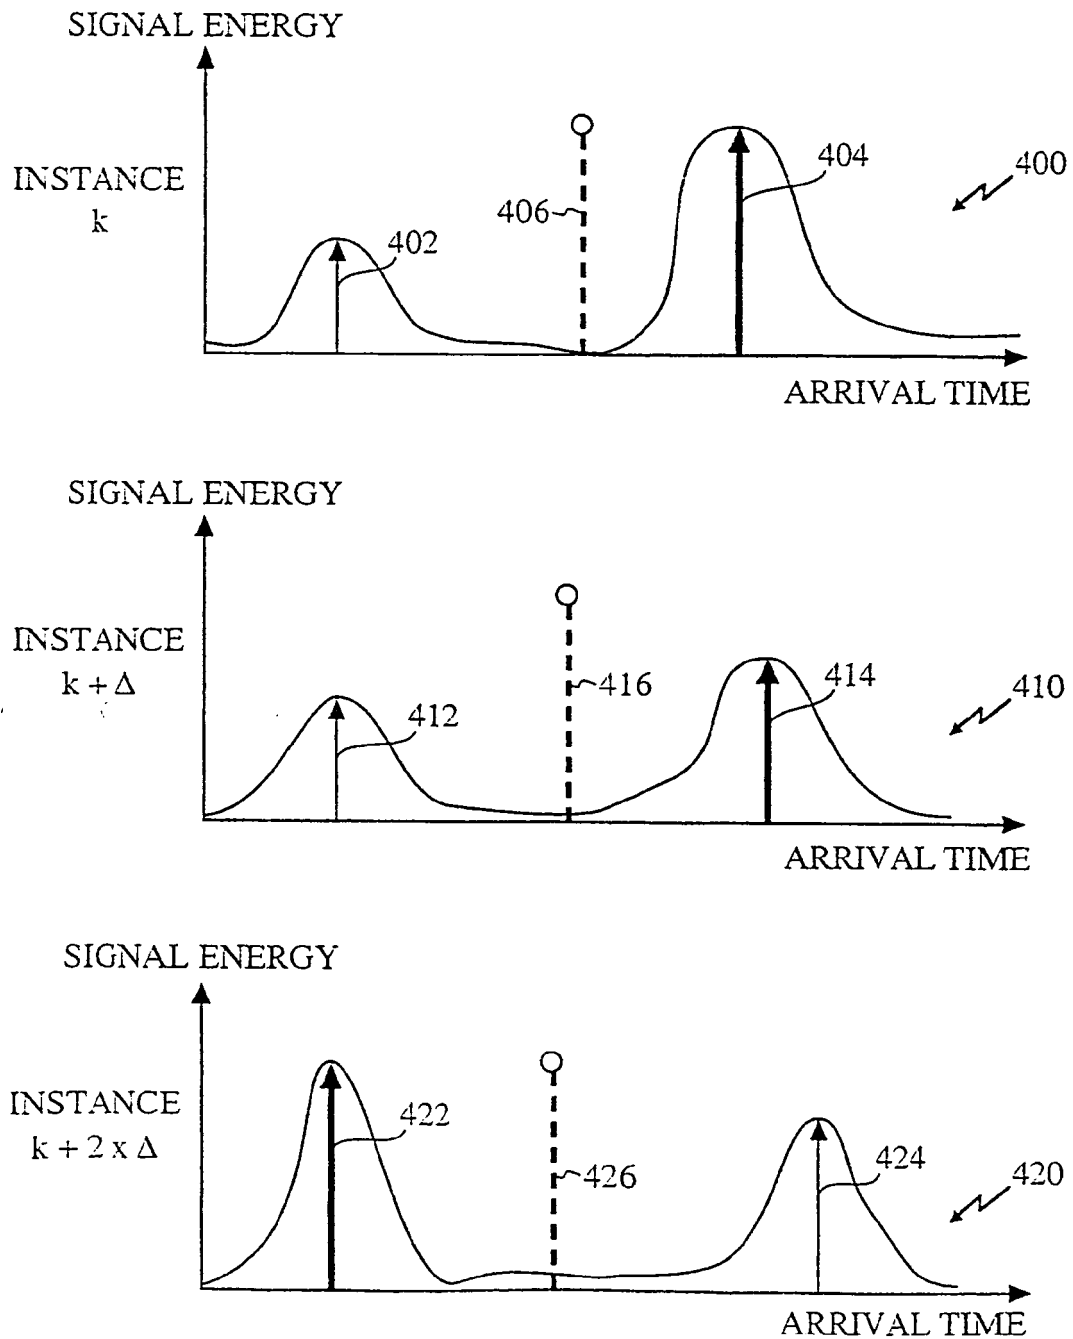 SIGNAL ENERGY
INSTANCE
k
402
406
404
400
ARRIVAL TIME
SIGNAL ENERGY
INSTANCE
k + Δ
412
416
414
410
ARRIVAL TIME
SIGNAL ENERGY
INSTANCE
k + 2 x Δ
422
426
424
420
ARRIVAL TIME